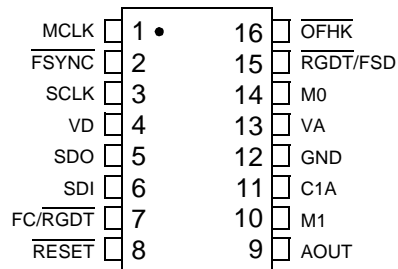 MCLK 1 16 OFHK
FSYNC 2 15 RGDT/FSD
SCLK 3 14 M0
VD 4 13 VA
SDO 5 12 GND
SDI 6 11 C1A
FC/RGDT 7 10 M1
RESET 8 9 AOUT